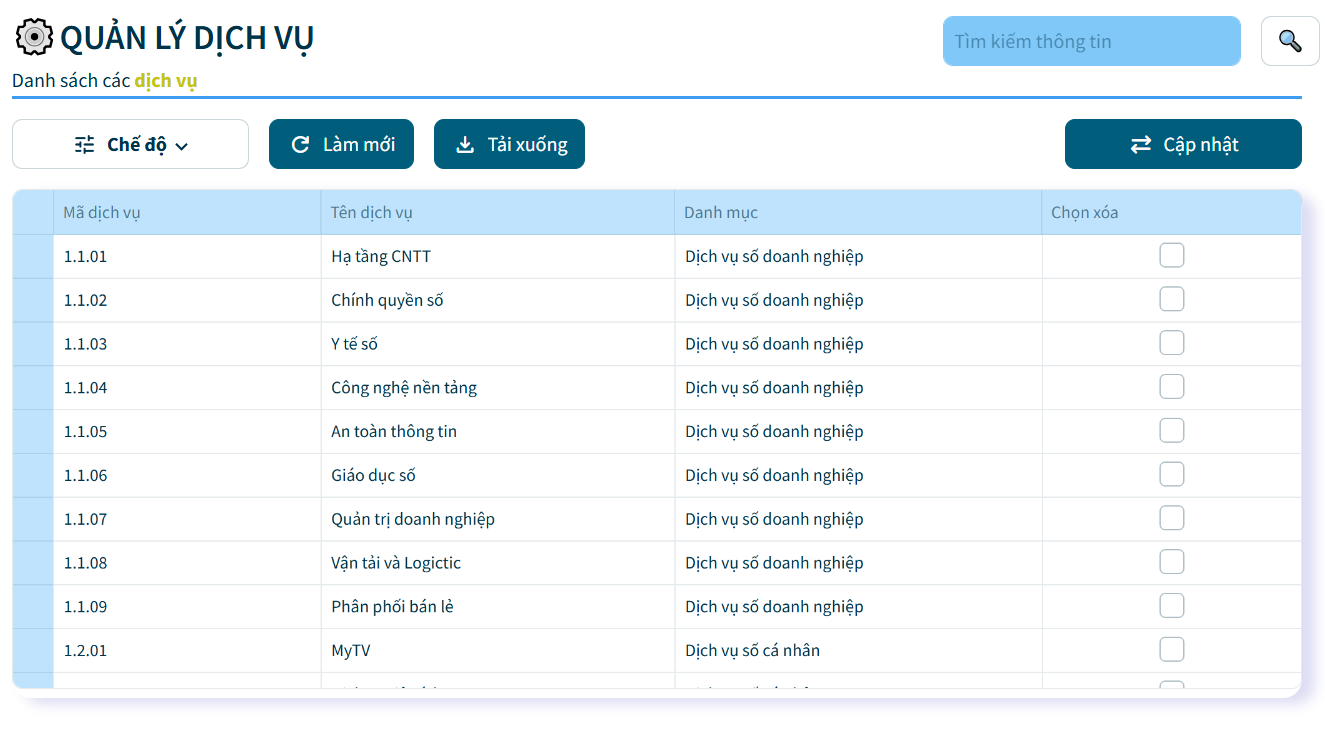 QUẢN LÝ DỊCH VỤ
Tìm kiếm thông tin
Danh sách các dịch vụ
Chế độ Làm mới Tải xuống Cập nhật
Mã dịch vụ Tên dịch vụ Danh mục Chọn xóa
1.1.01 Hạ tầng CNTT Dịch vụ số doanh nghiệp
1.1.02 Chính quyền số Dịch vụ số doanh nghiệp
1.1.03 Y tế số Dịch vụ số doanh nghiệp
1.1.04 Công nghệ nền tảng Dịch vụ số doanh nghiệp
1.1.05 An toàn thông tin Dịch vụ số doanh nghiệp
1.1.06 Giáo dục số Dịch vụ số doanh nghiệp
1.1.07 Quản trị doanh nghiệp Dịch vụ số doanh nghiệp
1.1.08 Vận tải và Logictic Dịch vụ số doanh nghiệp
1.1.09 Phân phối bán lẻ Dịch vụ số doanh nghiệp
1.2.01 MyTV Dịch vụ số cá nhân